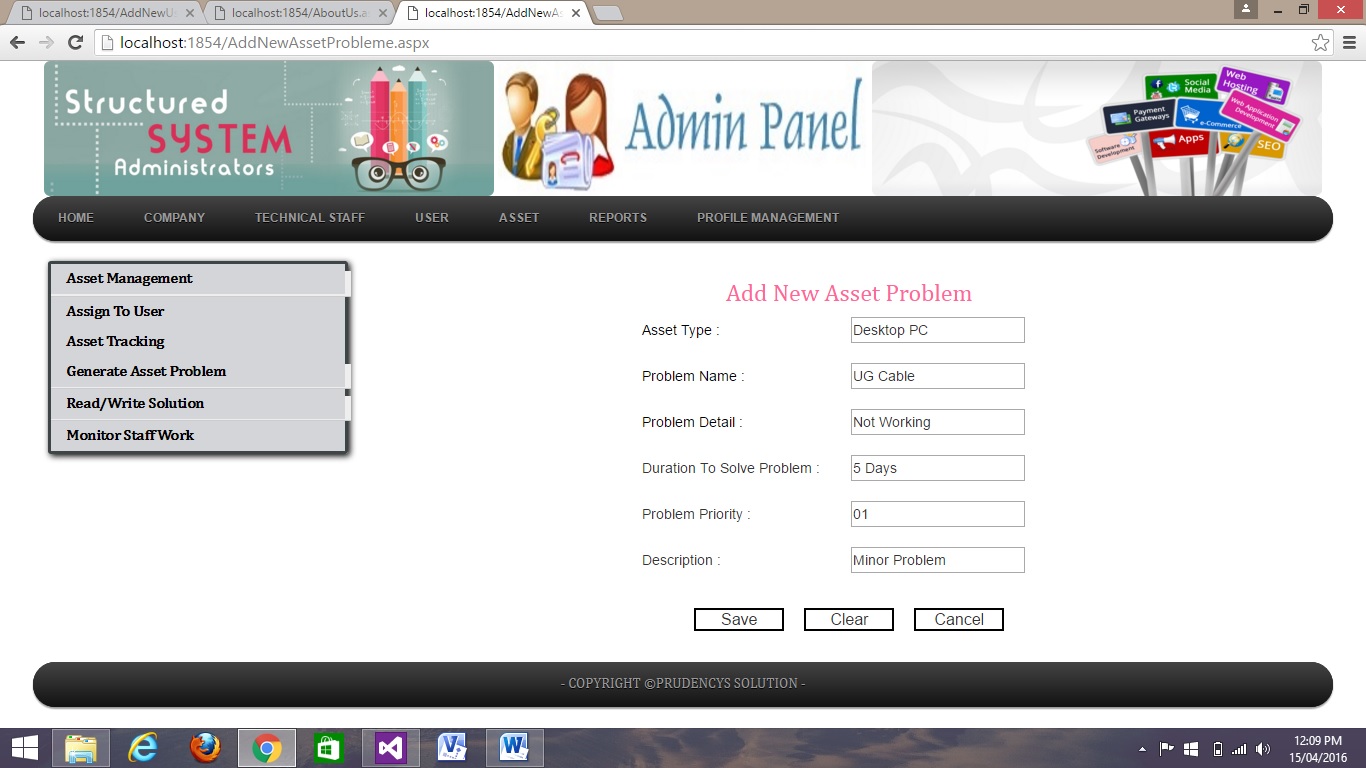 localhost:1854/AddNewU
localhost:1854/AboutUs.a
localhost:1854/AddNewA
localhost:1854/AddNewAssetProbleme.aspx
Structured
SYSTEM
Administrators
Admin Panel
Social Media
Web Hosting
Payment Gateways
e-Commerce
Web Application Development
Software Development
Apps
SEO
HOME COMPANY TECHNICAL STAFF USER ASSET REPORTS PROFILE MANAGEMENT
Asset Management
Assign To User
Asset Tracking
Generate Asset Problem
Read/Write Solution
Monitor Staff Work
Add New Asset Problem
Asset Type : Desktop PC
Problem Name : UG Cable
Problem Detail : Not Working
Duration To Solve Problem : 5 Days
Problem Priority : 01
Description : Minor Problem
Save Clear Cancel
- COPYRIGHT ©PRUDENCYS SOLUTION -
12:09 PM
15/04/2016